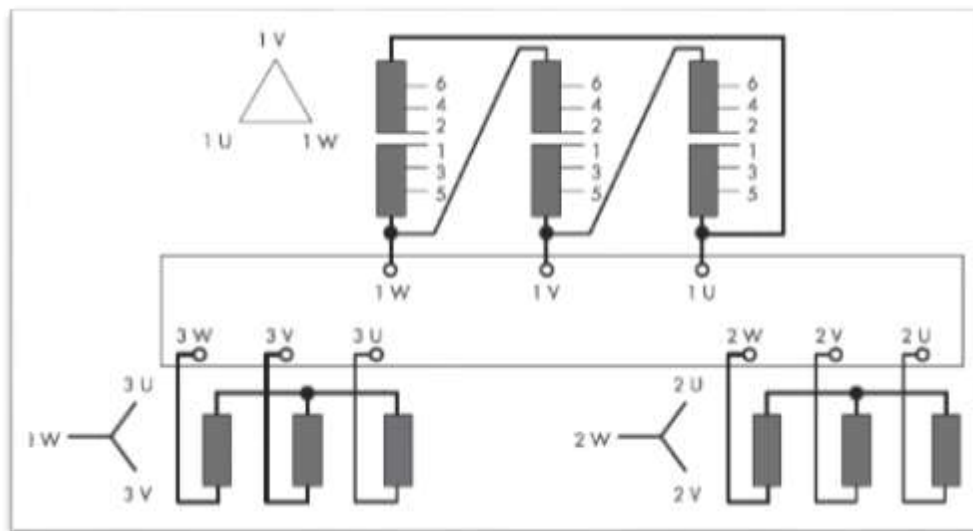 1 V
1 U 1 W
6 6 6
4 4 4
2 2 2
1 1 1
3 3 3
5 5 5
1 W 1 V 1 U
3 W 3 V 3 U 2 W 2 V 2 U
3 U 2 U
W 2 W
3 V 2 V